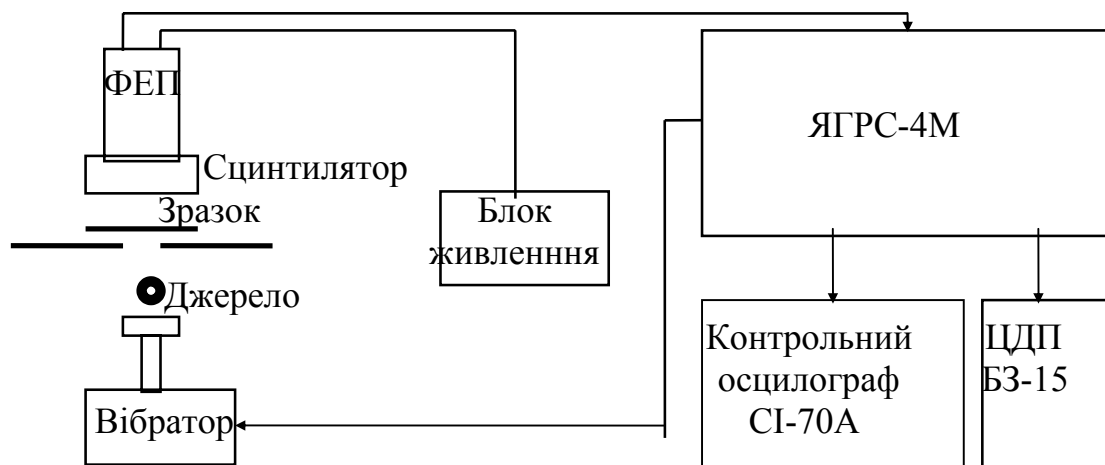 ФЕП
ЯГРС-4М
Сцинтилятор
Зразок
Блок
живленння
Джерело
Контрольний
осцилограф
СІ-70А
ЦДП
БЗ-15
Вібратор